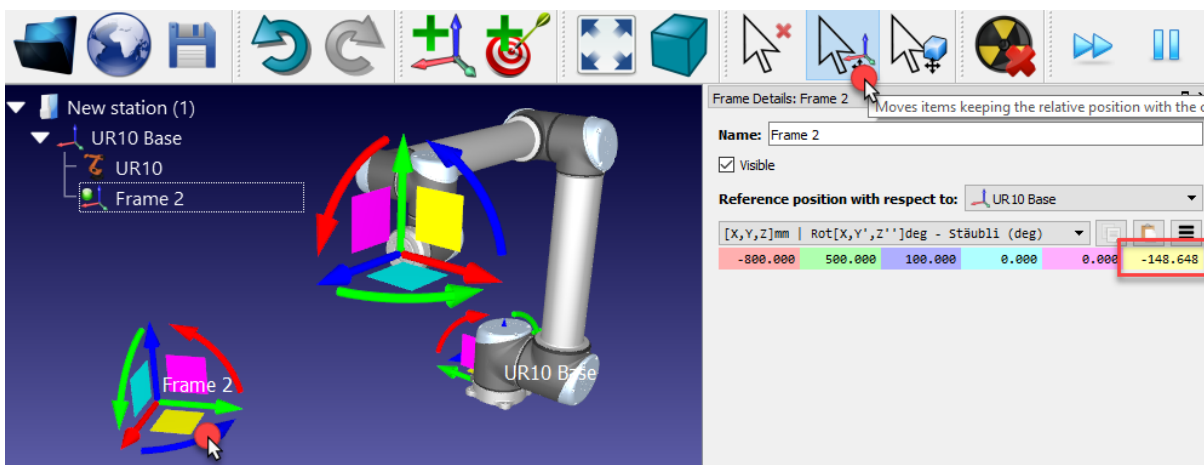 New station (1)
UR10 Base
UR10
Frame 2
Frame 2
UR10 Base
Frame Details: Frame 2
Moves items keeping the relative position with the
Name: Frame 2
Visible
Reference position with respect to: UR10 Base
[X,Y,Z]mm | Rot[X,Y',Z'']deg - Stäubli (deg)
-800.000 500.000 100.000 0.000 0.000 -148.648